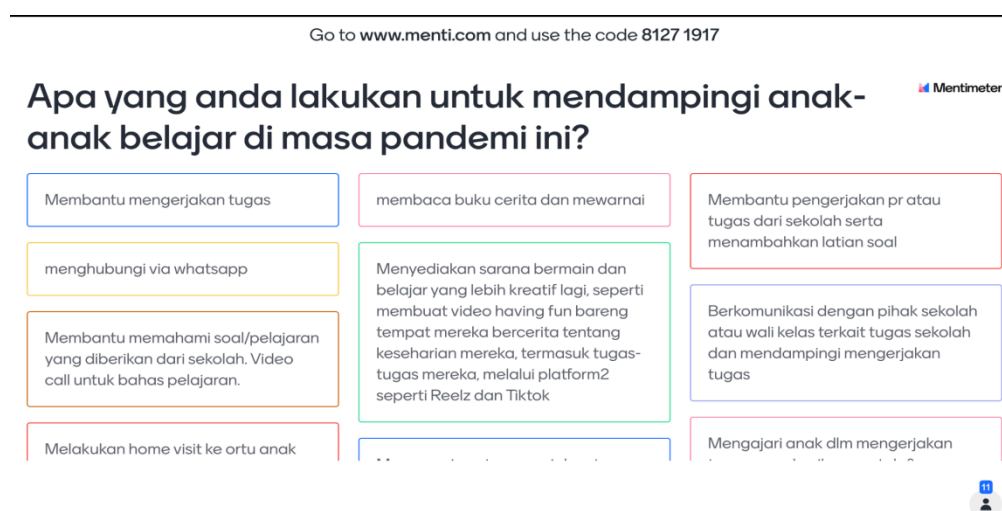 Go to www.menti.com and use the code 8127 1917
Apa yang anda lakukan untuk mendampingi anak-
anak belajar di masa pandemi ini?
Mentimeter
Membantu mengerjakan tugas
menghubungi via whatsapp
Membantu memahami soal/pelajaran
yang diberikan dari sekolah. Video
call untuk bahas pelajaran.
Melakukan home visit ke ortu anak
membaca buku cerita dan mewarnai
Menyediakan sarana bermain dan
belajar yang lebih kreatif lagi, seperti
membuat video having fun bareng
tempat mereka bercerita tentang
keseharian mereka, termasuk tugas-
tugas mereka, melalui platform2
seperti Reelz dan Tiktok
Membantu pengerjakan pr atau
tugas dari sekolah serta
menambahkan latian soal
Berkomunikasi dengan pihak sekolah
atau wali kelas terkait tugas sekolah
dan mendampingi mengerjakan
tugas
Mengajari anak dlm mengerjakan
11